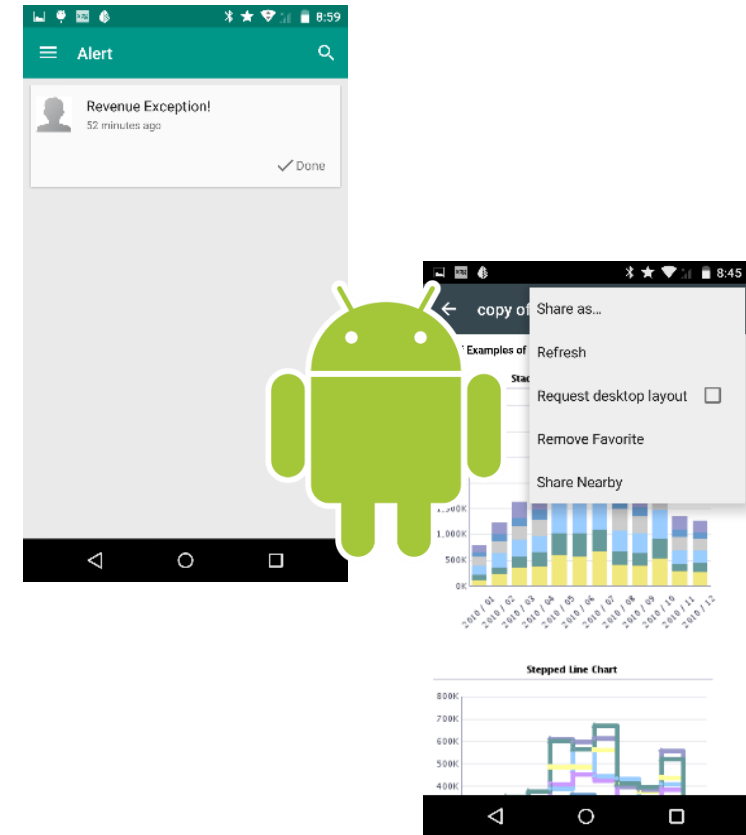 8:59
Alert
Revenue Exception!
52 minutes ago
Done
8:45
copy of
Share as...
Refresh
Request desktop layout
Remove Favorite
Share Nearby
Examples of
Stac
1,500K
1,000K
500K
0K
2010 / 01
2010 / 02
2010 / 03
2010 / 04
2010 / 05
2010 / 06
2010 / 07
2010 / 08
2010 / 09
2010 / 10
2010 / 11
2010 / 12
Stepped Line Chart
800K
700K
600K
500K
400K